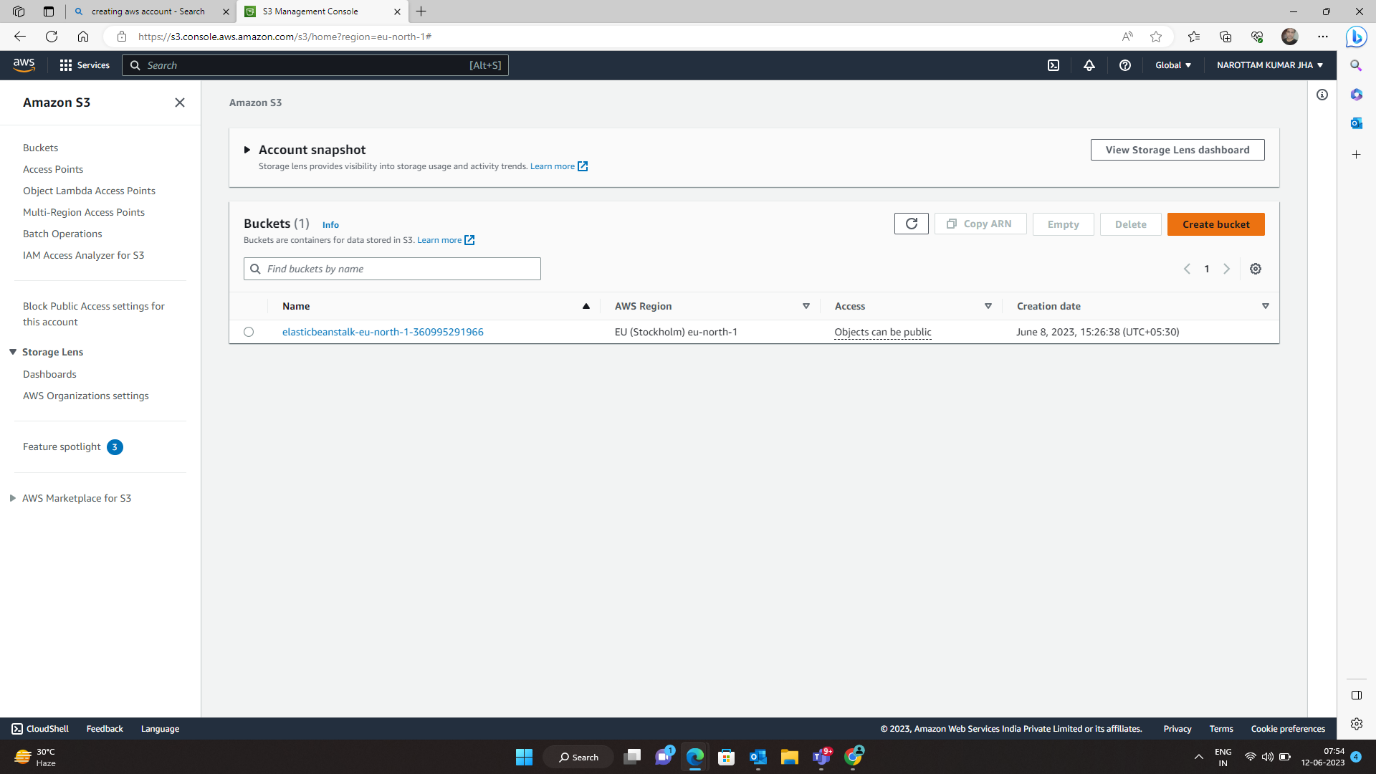 creating aws account - Search
S3 Management Console
https://s3.console.aws.amazon.com/s3/home?region=eu-north-1#
aws
Services
Search
[Alt+S]
Global
NAROTTAM KUMAR JHA
Amazon S3
Buckets
Access Points
Object Lambda Access Points
Multi-Region Access Points
Batch Operations
IAM Access Analyzer for S3
Block Public Access settings for
this account
Storage Lens
Dashboards
AWS Organizations settings
Feature spotlight 3
AWS Marketplace for S3
Amazon S3
Account snapshot
Storage lens provides visibility into storage usage and activity trends. Learn more
View Storage Lens dashboard
Buckets (1) Info
Buckets are containers for data stored in S3. Learn more
Copy ARN
Empty
Delete
Create bucket
Find buckets by name
1
Name AWS Region Access Creation date
elasticbeanstalk-eu-north-1-360995291966 EU (Stockholm) eu-north-1 Objects can be public June 8, 2023, 15:26:38 (UTC+05:30)
CloudShell Feedback Language
© 2023, Amazon Web Services India Private Limited or its affiliates. Privacy Terms Cookie preferences
30°C
Haze
Search
1
9+
ENG
IN
07:54
12-06-2023
4